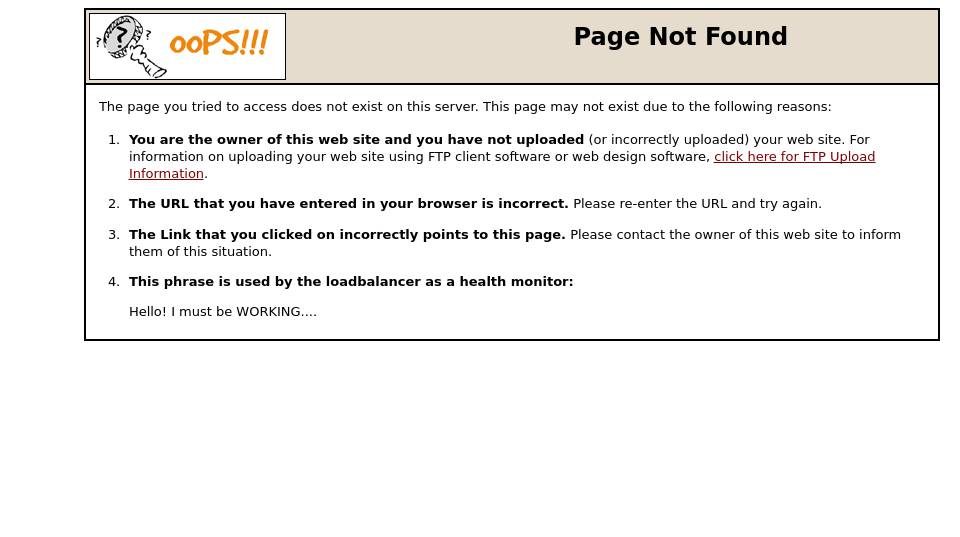 ooPS!!!
Page Not Found
The page you tried to access does not exist on this server. This page may not exist due to the following reasons:
1. You are the owner of this web site and you have not uploaded (or incorrectly uploaded) your web site. For
information on uploading your web site using FTP client software or web design software, click here for FTP Upload
Information.
2. The URL that you have entered in your browser is incorrect. Please re-enter the URL and try again.
3. The Link that you clicked on incorrectly points to this page. Please contact the owner of this web site to inform
them of this situation.
4. This phrase is used by the loadbalancer as a health monitor:
Hello! I must be WORKING....